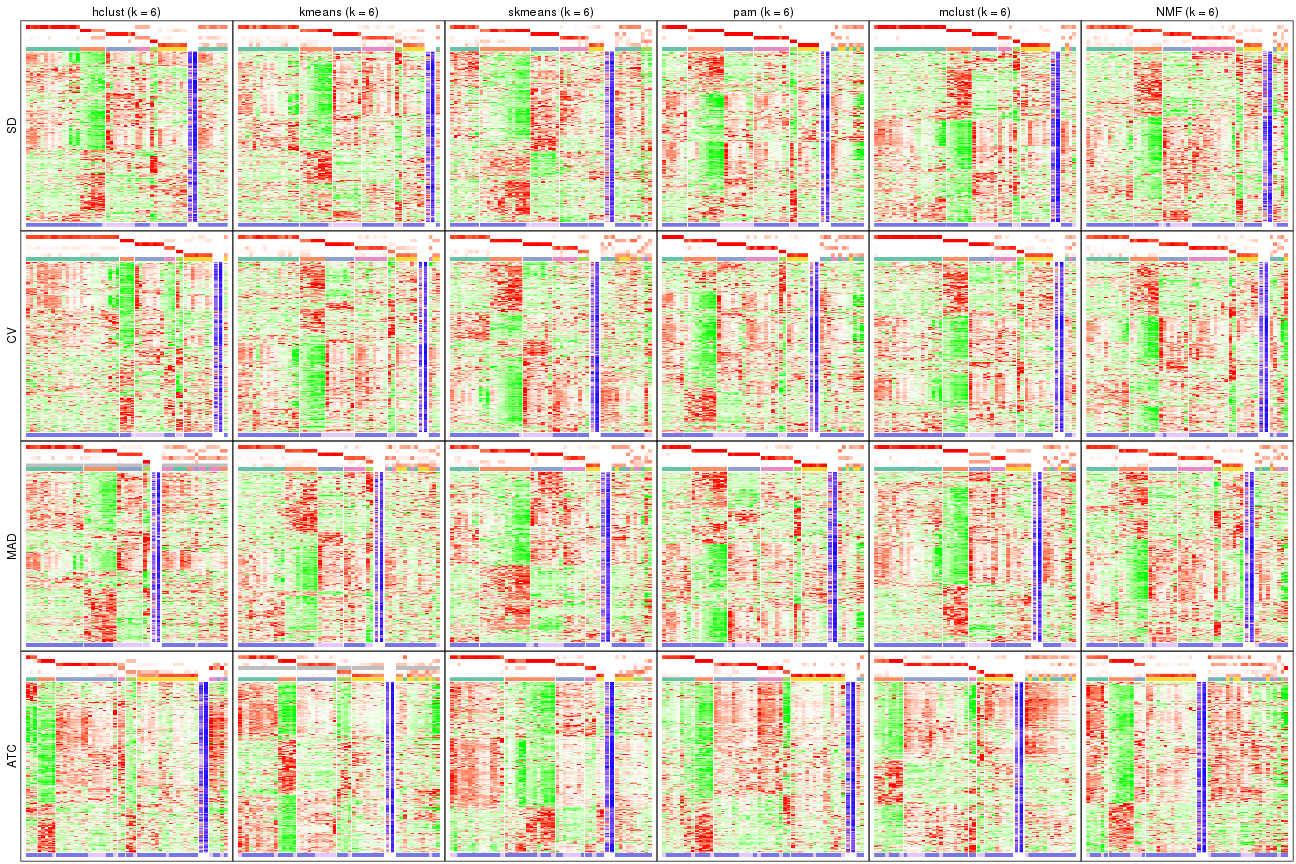 hclust (k = 6) kmeans (k = 6) skmeans (k = 6) pam (k = 6) mclust (k = 6) NMF (k = 6)
SD
CV
MAD
ATC